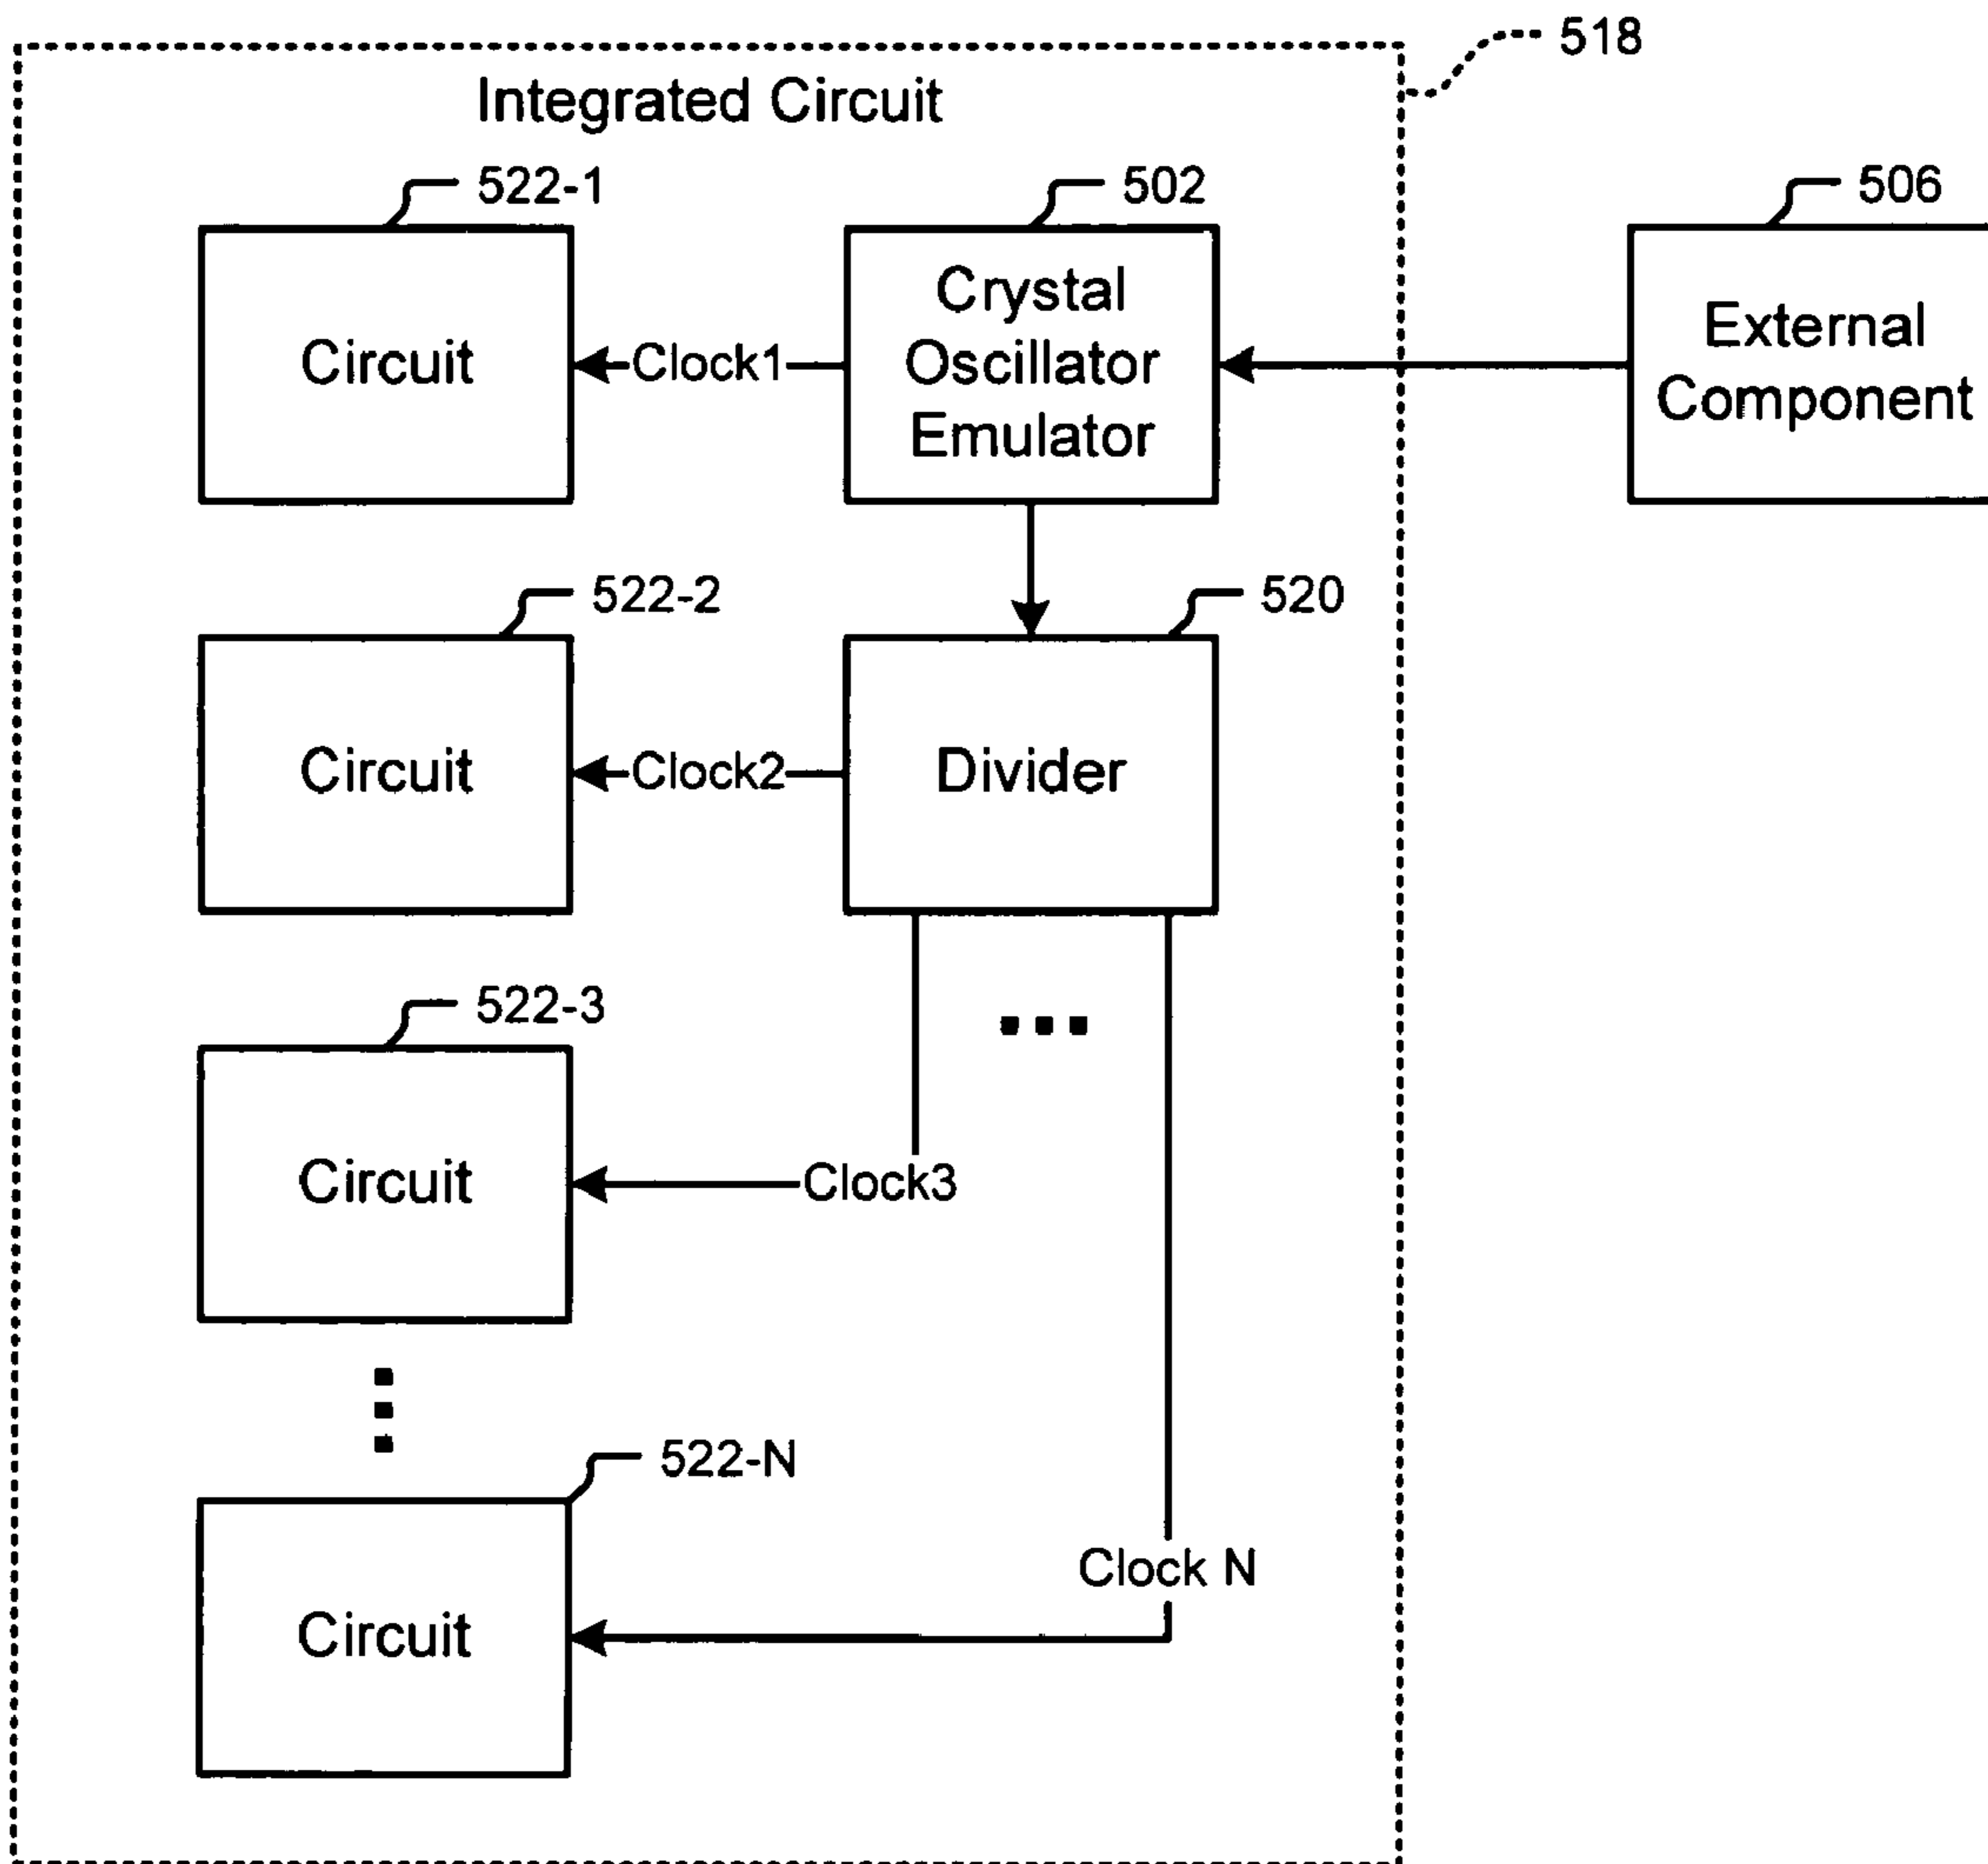 518
Integrated Circuit
522-1
502
506
Circuit
Clock1
Crystal
Oscillator
Emulator
External
Component
522-2
520
Circuit
Clock2
Divider
522-3
Circuit
Clock3
522-N
Clock N
Circuit